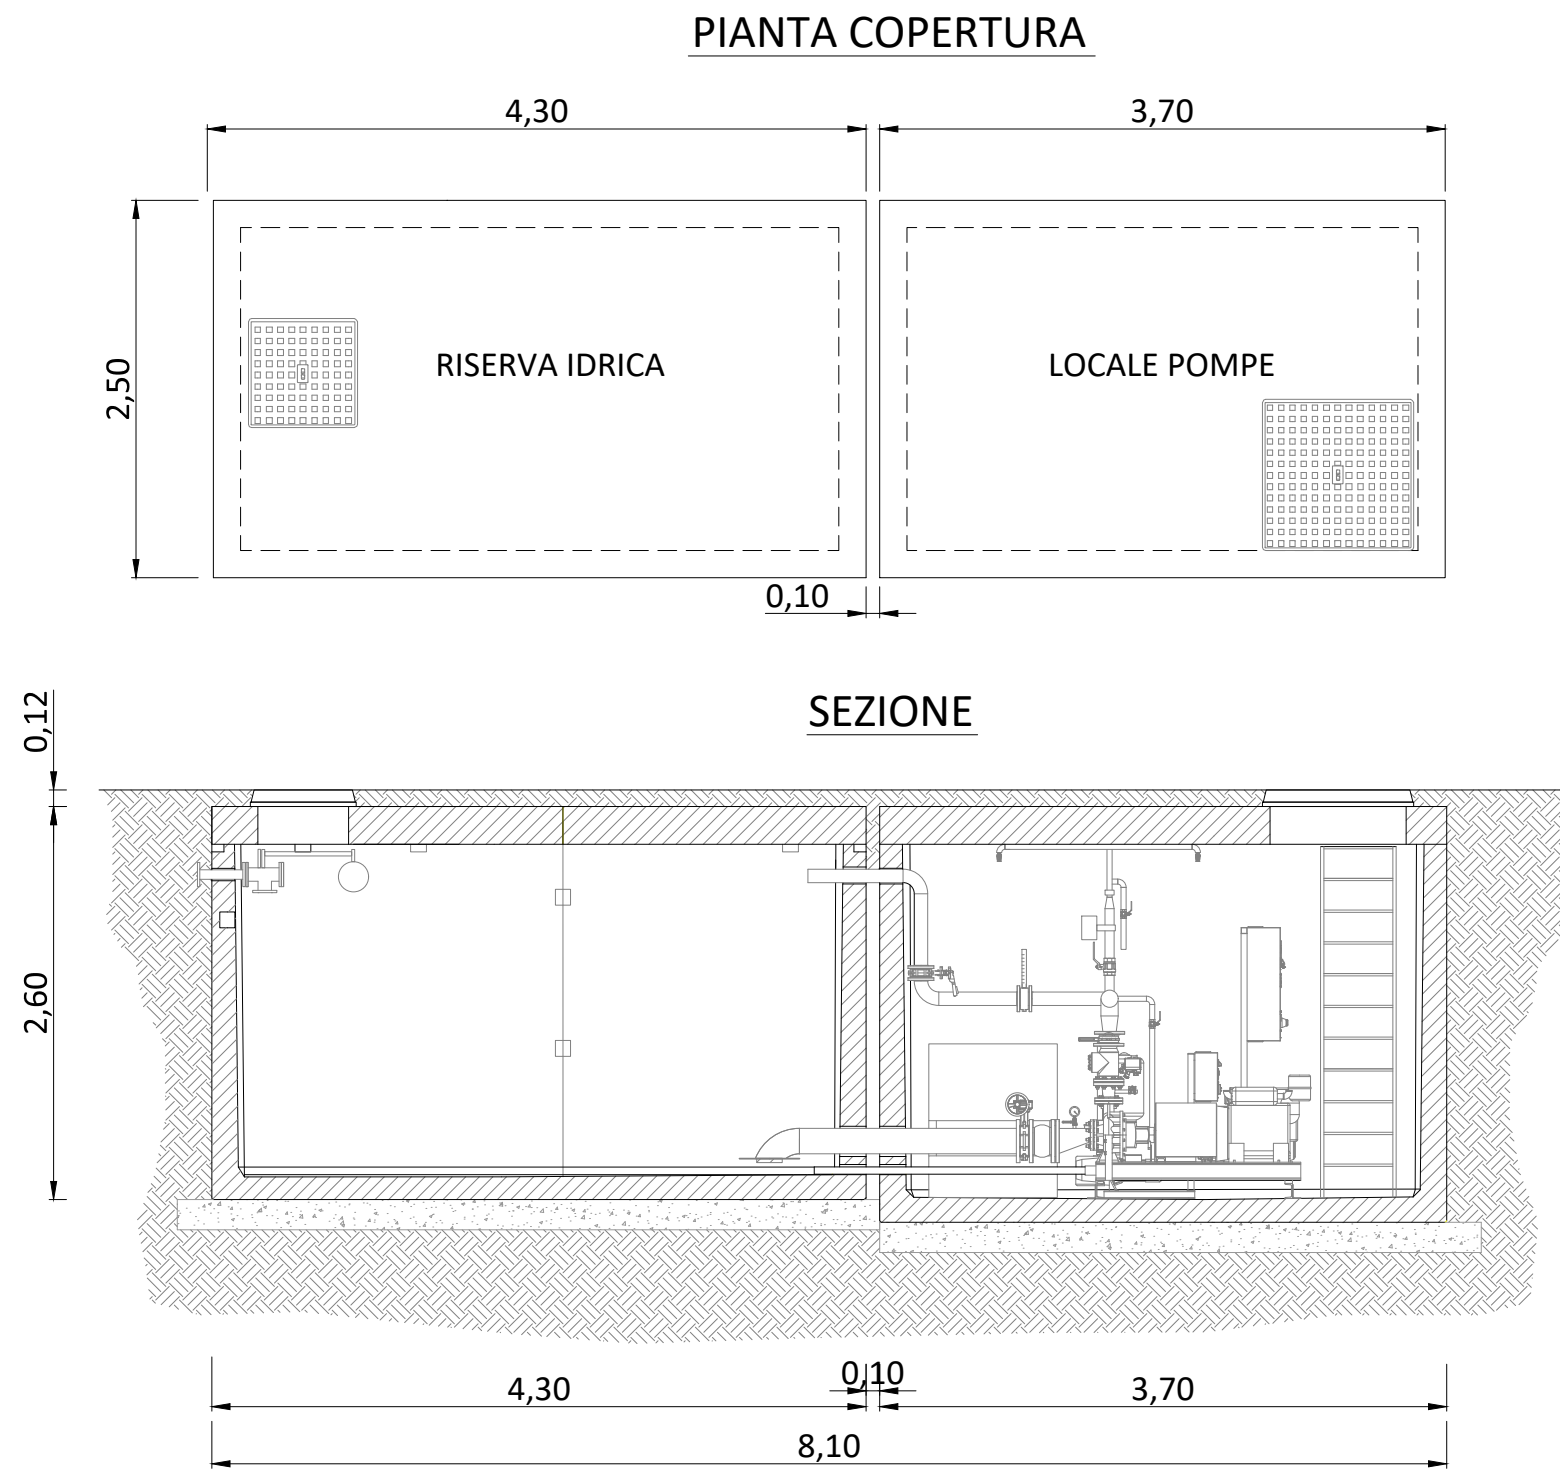 PIANTA COPERTURA
4,30
3,70
2,50
RISERVA IDRICA
LOCALE POMPE
0,10
0,12
SEZIONE
2,60
4,30
0,10
3,70
8,10